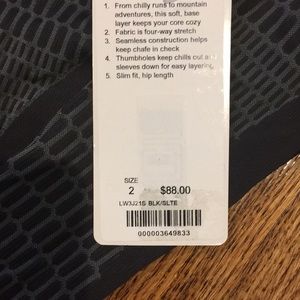 1. From chilly runs to mountain
adventures, this soft, base
layer keeps your core cozy
2. Fabric is four-way stretch
3. Seamless construction helps
keep chafe in check
4. Thumbholes keep chills out and
sleeves down for easy layering
5. Slim fit, hip length
SIZE
2 $88.00
LW3J21S BLK/SLTE
000003649833